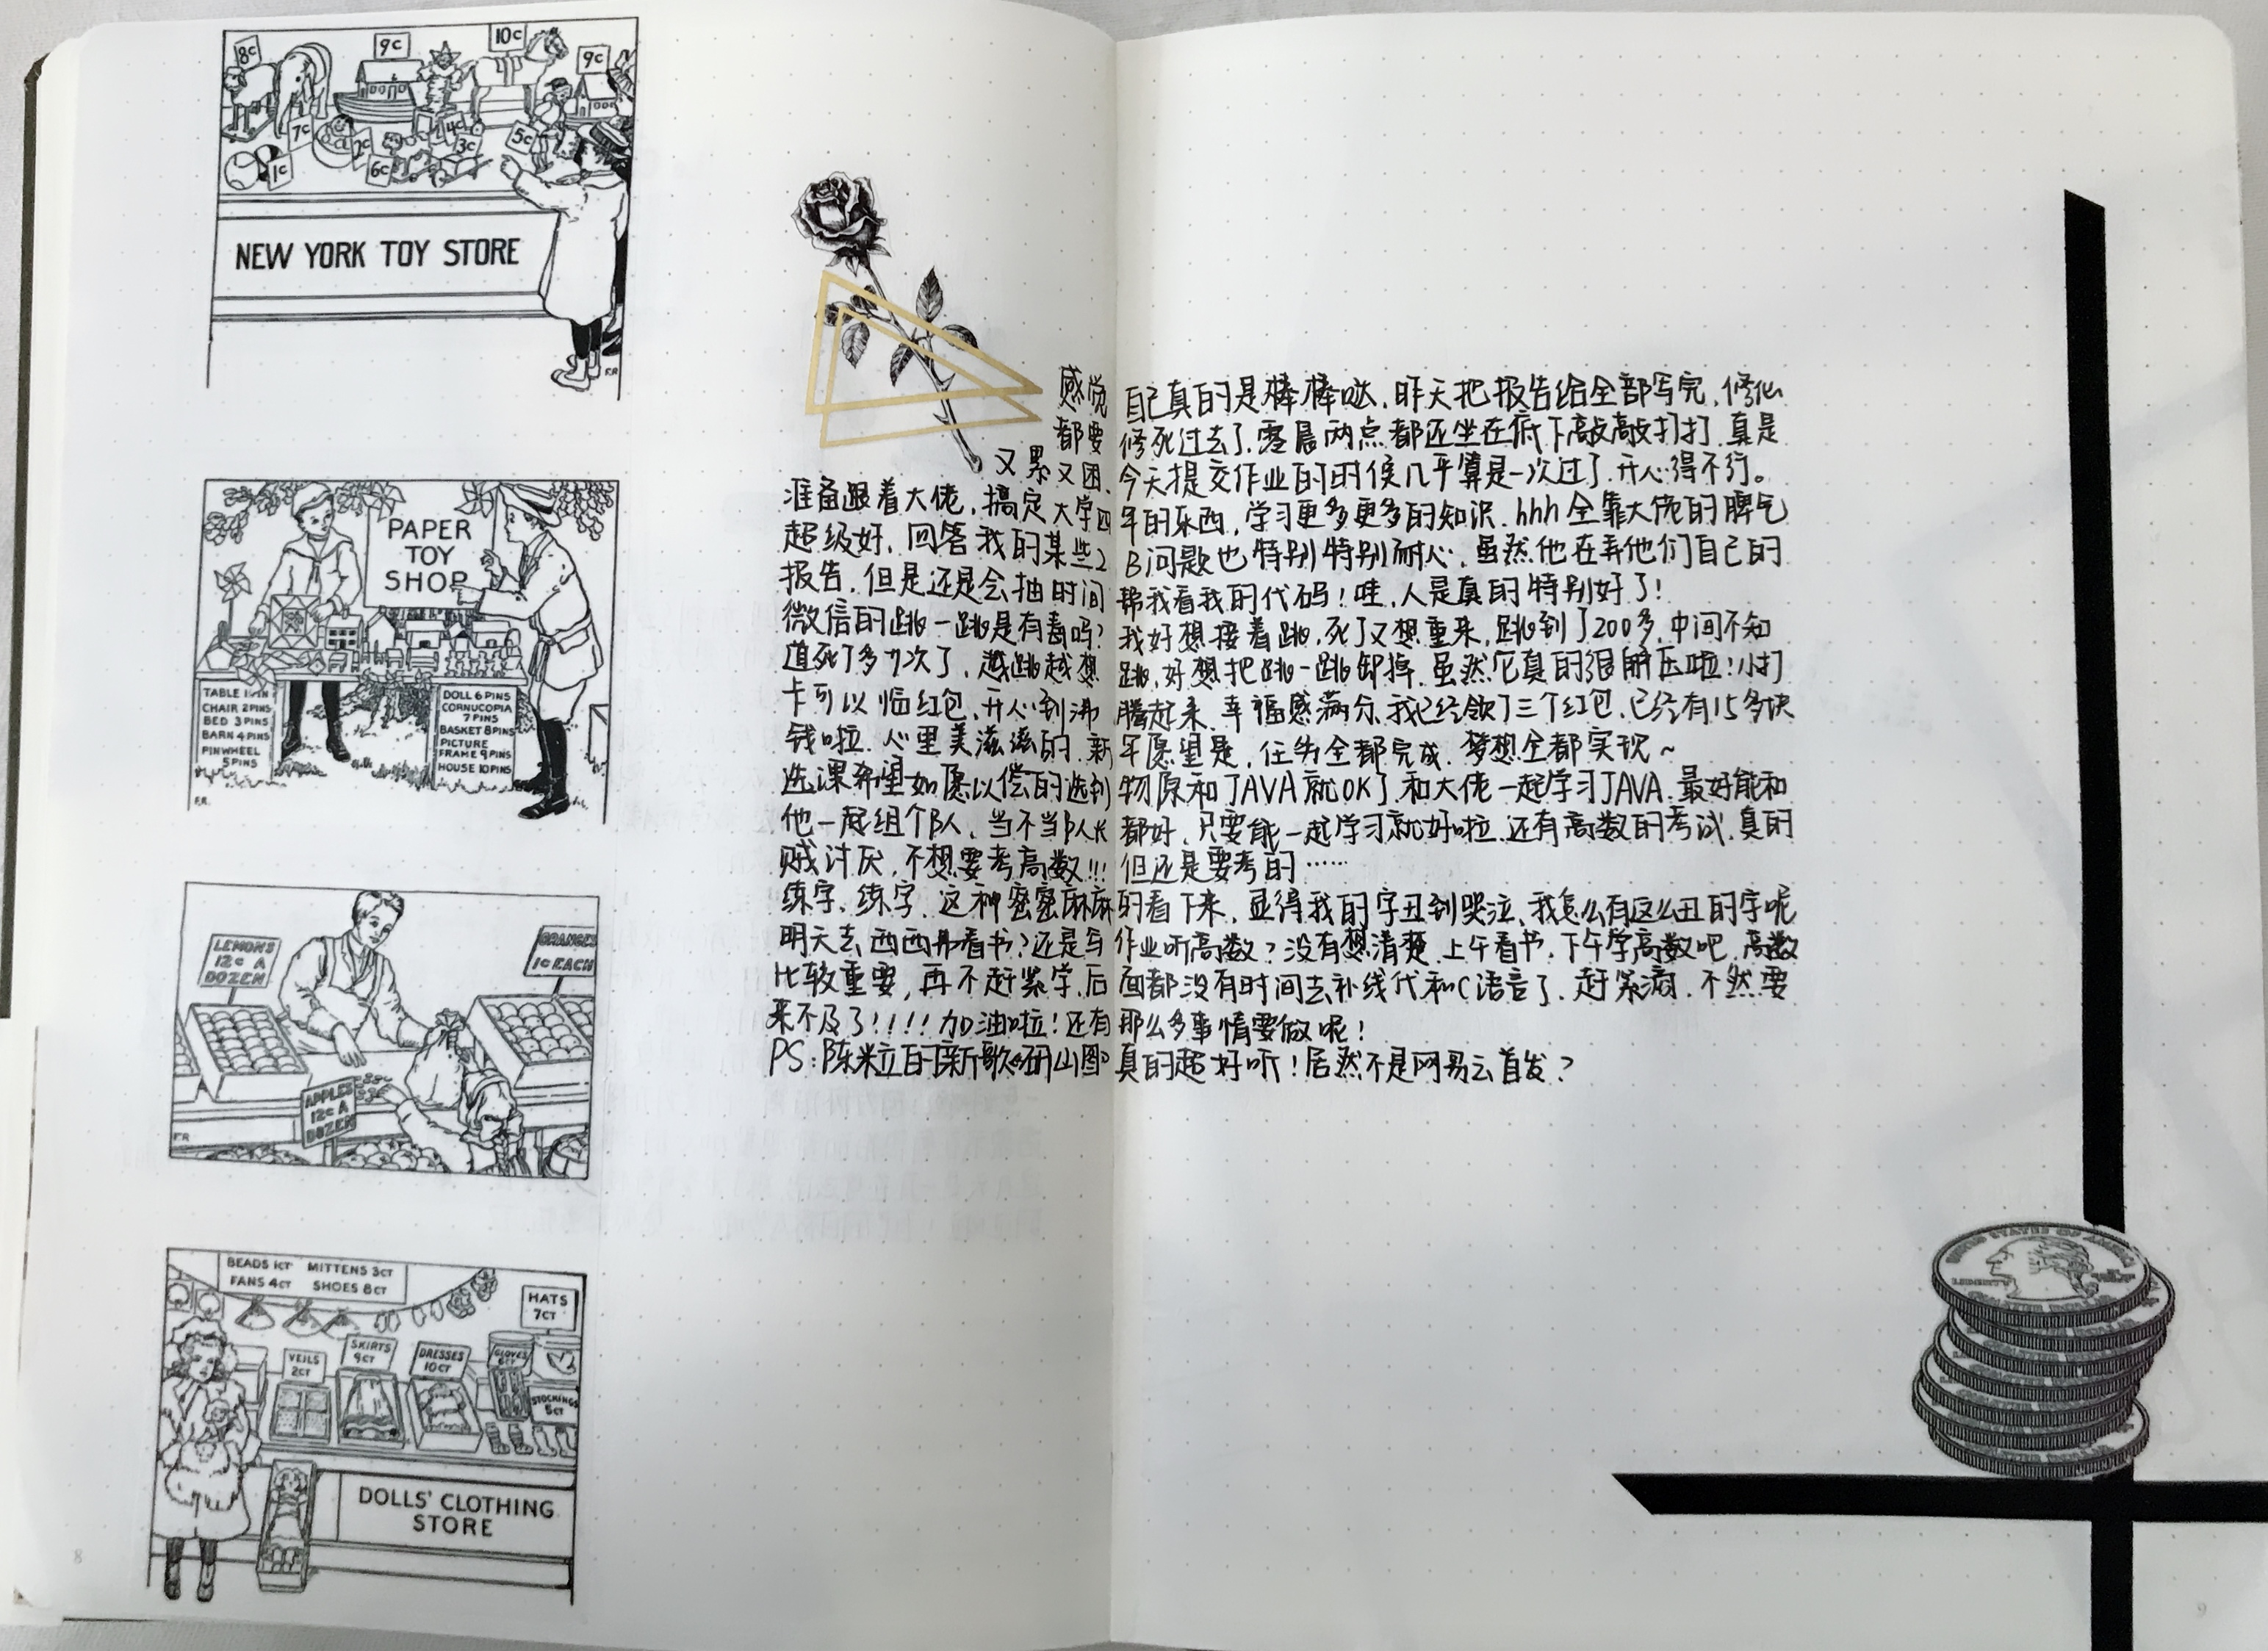 8c
9c
10c
9c
7c
2c
4c
3c
5c
1c
6c
NEW YORK TOY STORE
F.R.
PAPER
TOY
SHOP
TABLE 1 PIN
CHAIR 2 PINS
BED 3 PINS
BARN 4 PINS
PINWHEEL
5 PINS
DOLL 6 PINS
CORNUCOPIA
7 PINS
BASKET 8 PINS
PICTURE
FRAME 9 PINS
HOUSE 10 PINS
F.R.
LEMONS
12c A
DOZEN
ORANGES
1c EACH
APPLES
12c A
DOZEN
F.R.
BEADS 1CT MITTENS 3CT
FANS 4CT SHOES 8CT
HATS
7CT
VEILS
2CT
SKIRTS
9CT
DRESSES
10CT
GLOVES
6CT
STOCKINGS
5CT
DOLLS' CLOTHING
STORE
8
感觉自己真的是棒棒哒,昨天把报告给全部写完,修仙
都要修死过去了,零晨两点都还坐在底下敲敲打打,真是
又累又困,今天提交作业的时候几乎算是一次过了,开心得不行。
准备跟着大佬,搞定大学四年的东西,学习更多更多的知识,hhh全靠大佬的脾气
超级好,回答我的某些2B问题也特别特别耐心,虽然他在弄他们自己的
报告,但是还是会抽时间帮我看我的代码!哇,人是真的特别好了!
微信的跳一跳是有毒吗?我好想接着跳,死了又想重来,跳到了200多,中间不知
道死了多少次了,越跳越想跳,好想把跳一跳卸掉,虽然它真的很解压啦!小打
卡可以临红包,开心到沸腾起来,幸福感满分,我已经领了三个红包,已经有15多块
钱啦,心里美滋滋的,新年愿望是,任务全都完成,梦想全都实现~
选课希望如愿以偿的选到物原和JAVA就OK了,和大佬一起学习JAVA,最好能和
他一起组个队,当不当队长都好,只要能一起学习就好啦,还有高数的考试,真的
贼讨厌,不想要考高数!!!但还是要考的……
练字,练字,这种密密麻麻的看下来,显得我的字丑到哭泣,我怎么有这么丑的字呢
明天去西西弗看书?还是写作业听高数?没有想清楚,上午看书,下午学高数吧,高数
比较重要,再不赶紧学,后面都没有时间去补线代和C语言了,赶紧滴,不然要
来不及了!!!!加油啦!还有那么多事情要做呢!
PS:陈粒的新歌《研山图》真的超好听!居然不是网易云首发?
LIBERTY
9